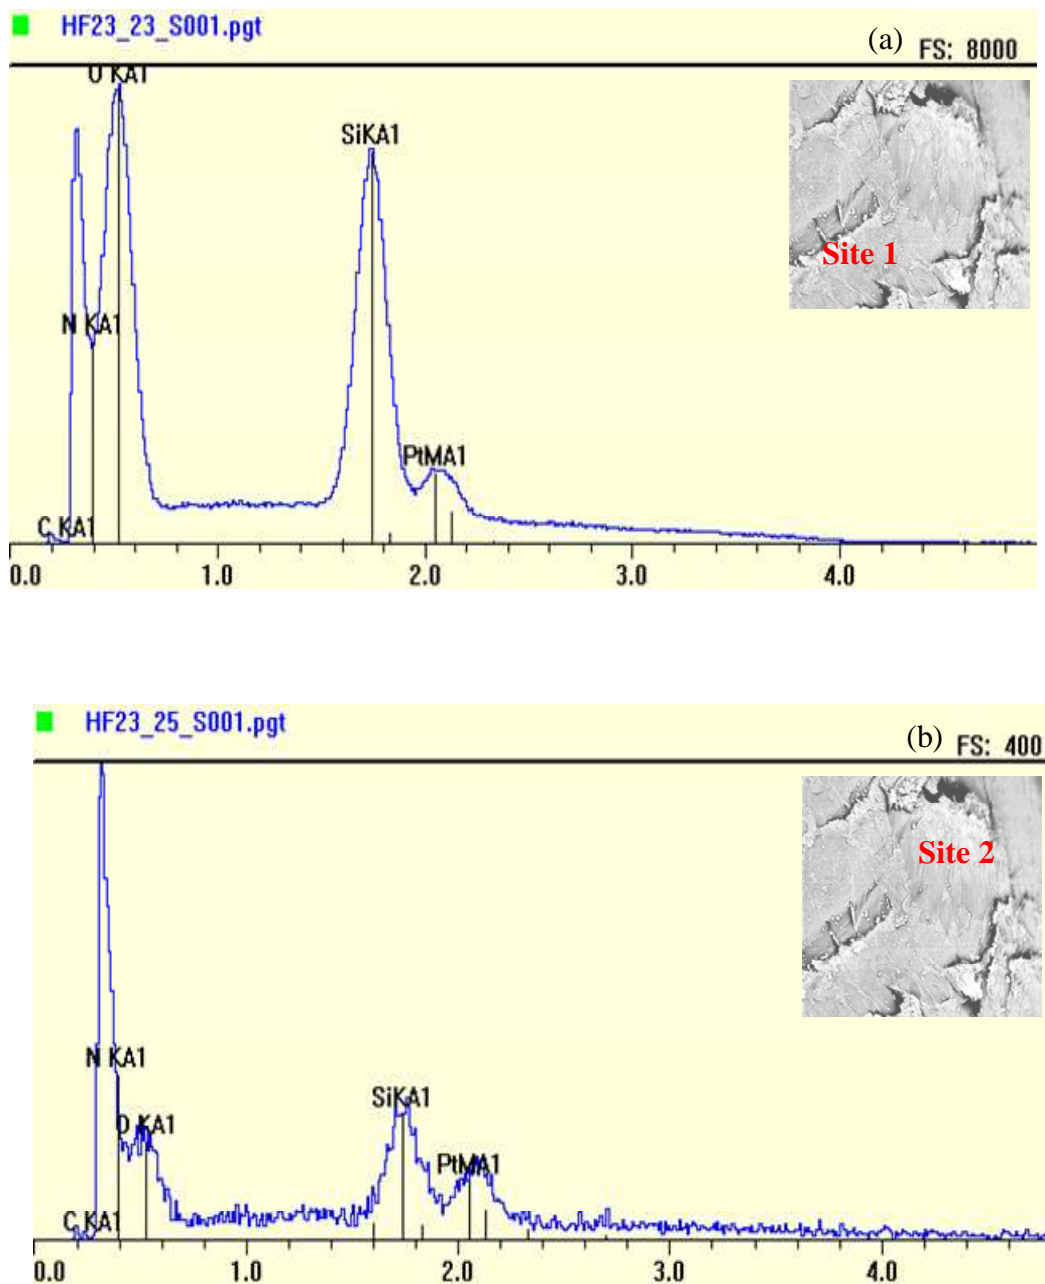 HF23_23_S001.pgt
(a) FS: 8000
O KA1
SiKA1
Site 1
N KA1
PtMA1
C KA1
0.0 1.0 2.0 3.0 4.0
HF23_25_S001.pgt
(b) FS: 400
Site 2
N KA1
SiKA1
O KA1
PtMA1
C KA1
0.0 1.0 2.0 3.0 4.0